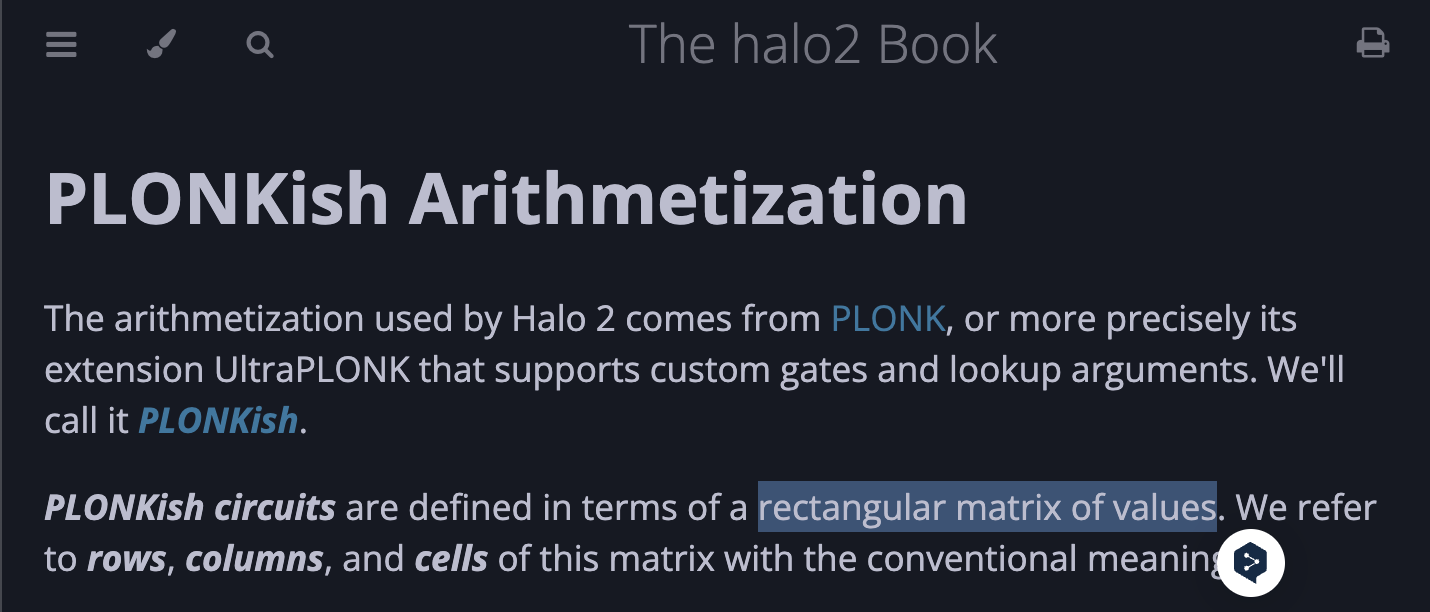 The halo2 Book
PLONKish Arithmetization
The arithmetization used by Halo 2 comes from PLONK, or more precisely its
extension UltraPLONK that supports custom gates and lookup arguments. We'll
call it PLONKish.
PLONKish circuits are defined in terms of a rectangular matrix of values. We refer
to rows, columns, and cells of this matrix with the conventional meaning